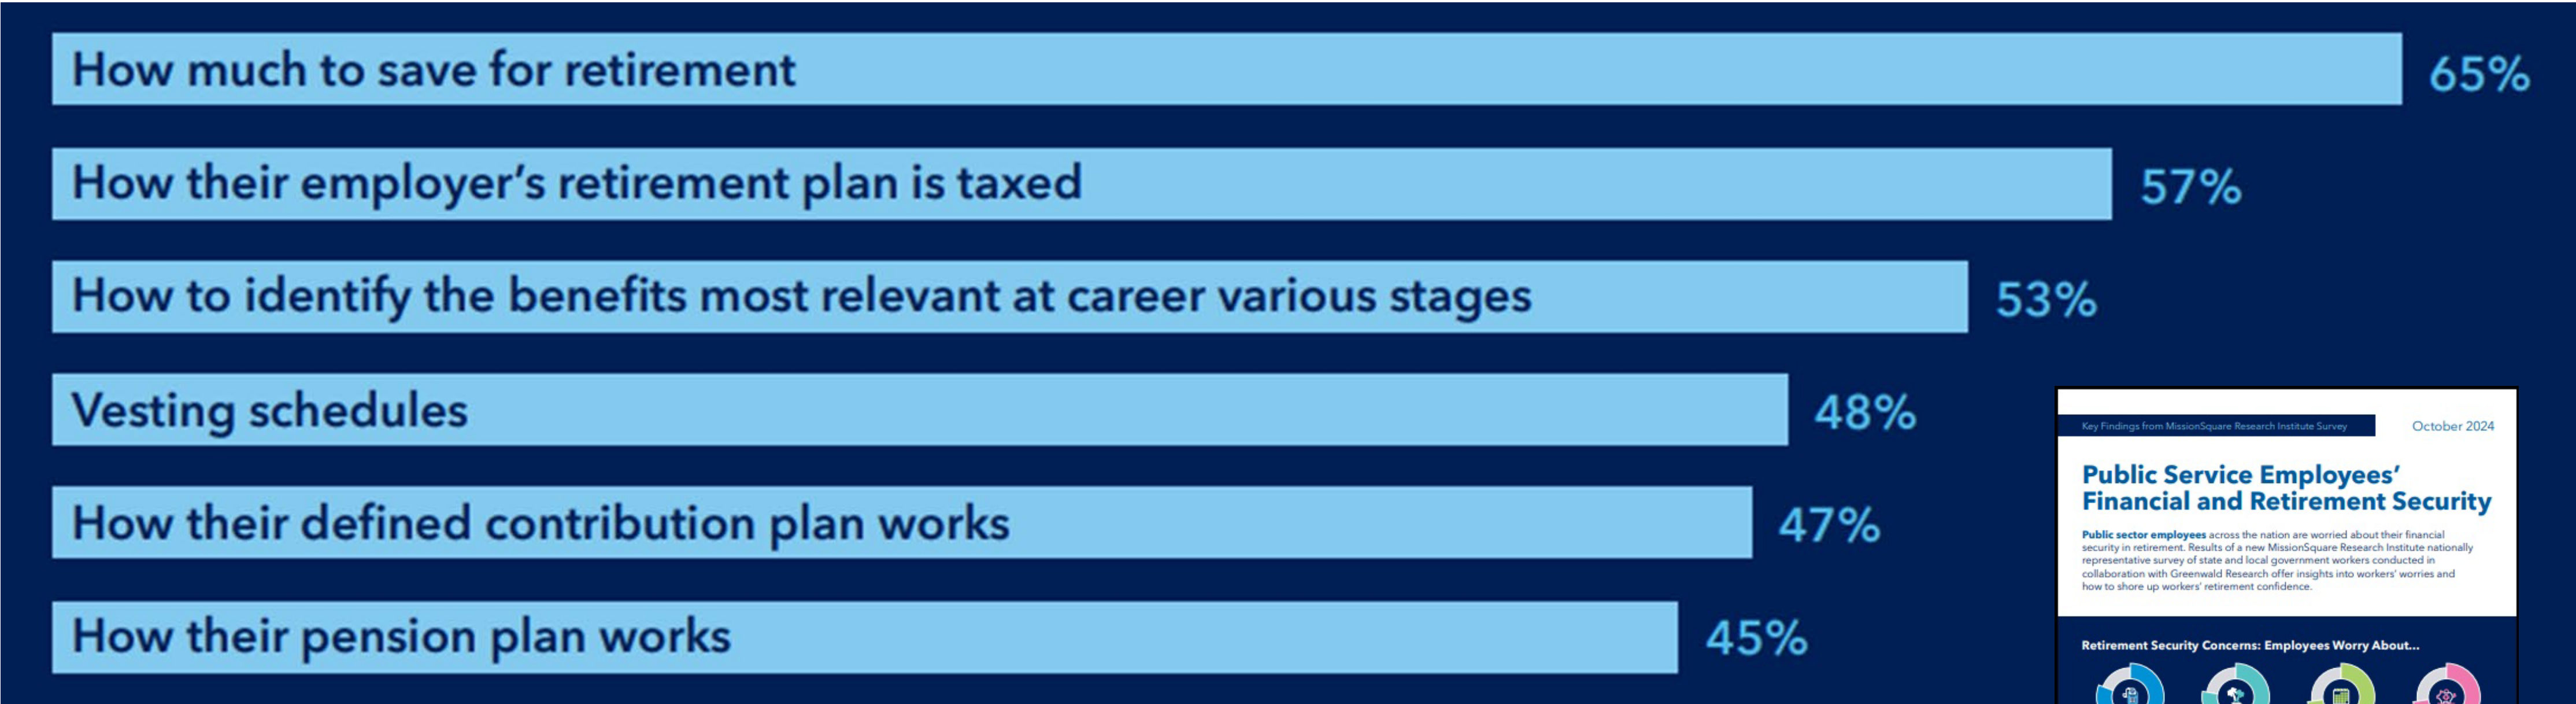 How much to save for retirement
65%
How their employer’s retirement plan is taxed
57%
How to identify the benefits most relevant at career various stages
53%
Vesting schedules
48%
How their defined contribution plan works
47%
How their pension plan works
45%
Key Findings from MissionSquare Research Institute Survey
October 2024
Public Service Employees’
Financial and Retirement Security
Public sector employees across the nation are worried about their financial
security in retirement. Results of a new MissionSquare Research Institute nationally
representative survey of state and local government workers conducted in
collaboration with Greenwald Research offer insights into workers’ worries and
how to shore up workers’ retirement confidence.
Retirement Security Concerns: Employees Worry About...